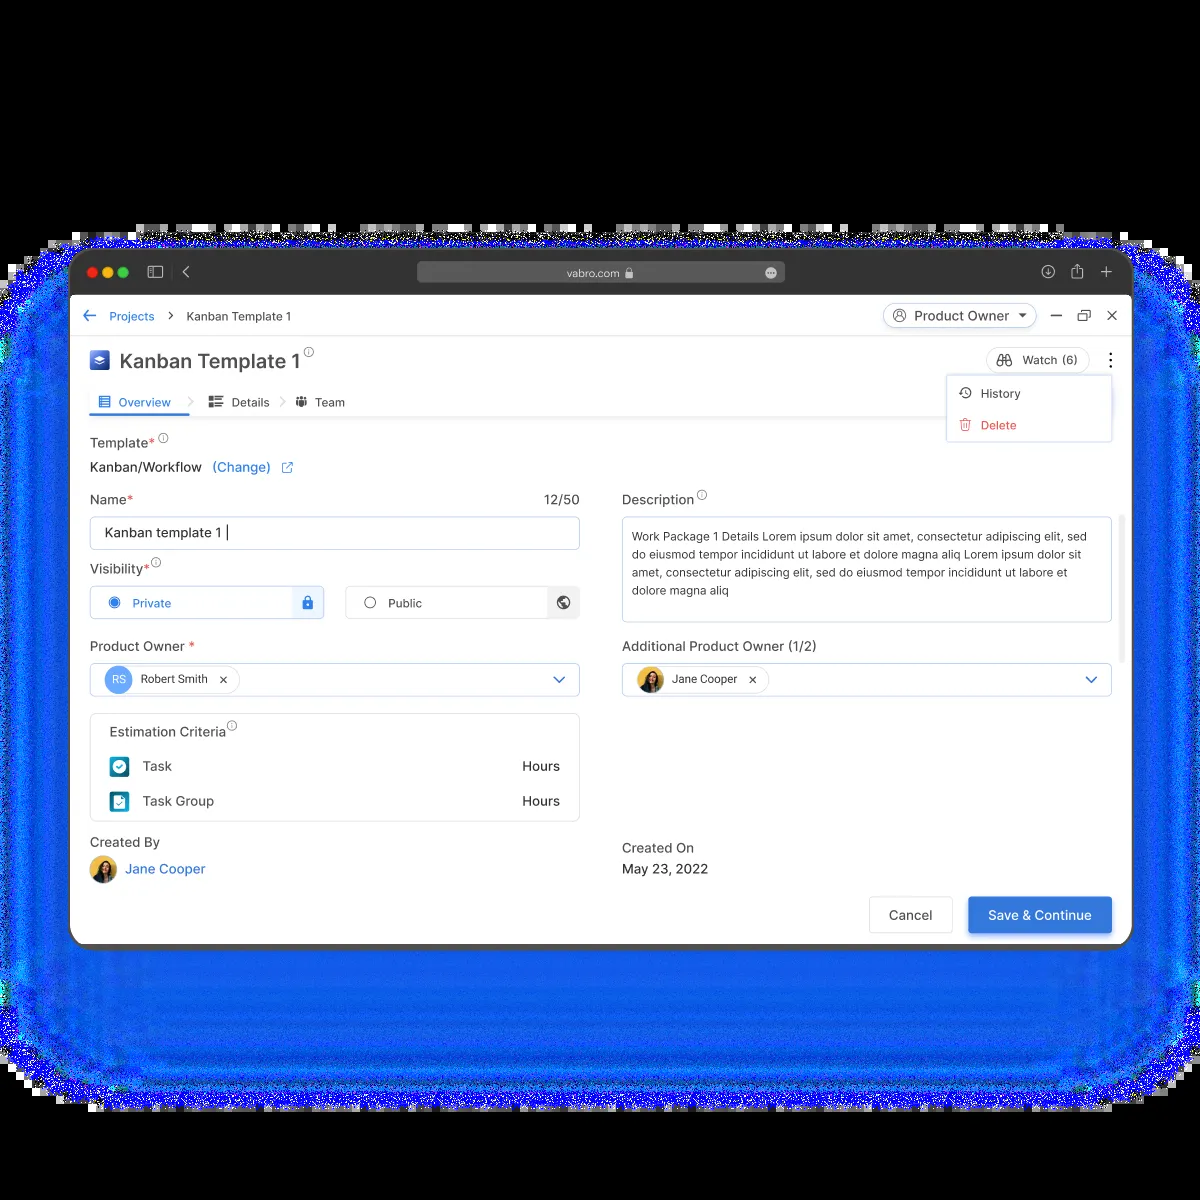 vabro.com
Projects > Kanban Template 1
Product Owner
Kanban Template 1
Watch (6)
History
Delete
Overview
Details
Team
Template*
Kanban/Workflow (Change)
Name*
12/50
Kanban template 1
Visibility*
Private
Public
Description
Work Package 1 Details Lorem ipsum dolor sit amet, consectetur adipiscing elit, sed
do eiusmod tempor incididunt ut labore et dolore magna aliq Lorem ipsum dolor sit
amet, consectetur adipiscing elit, sed do eiusmod tempor incididunt ut labore et
dolore magna aliq
Product Owner *
RS Robert Smith
Additional Product Owner (1/2)
Jane Cooper
Estimation Criteria
Task Hours
Task Group Hours
Created By
Jane Cooper
Created On
May 23, 2022
Cancel
Save & Continue